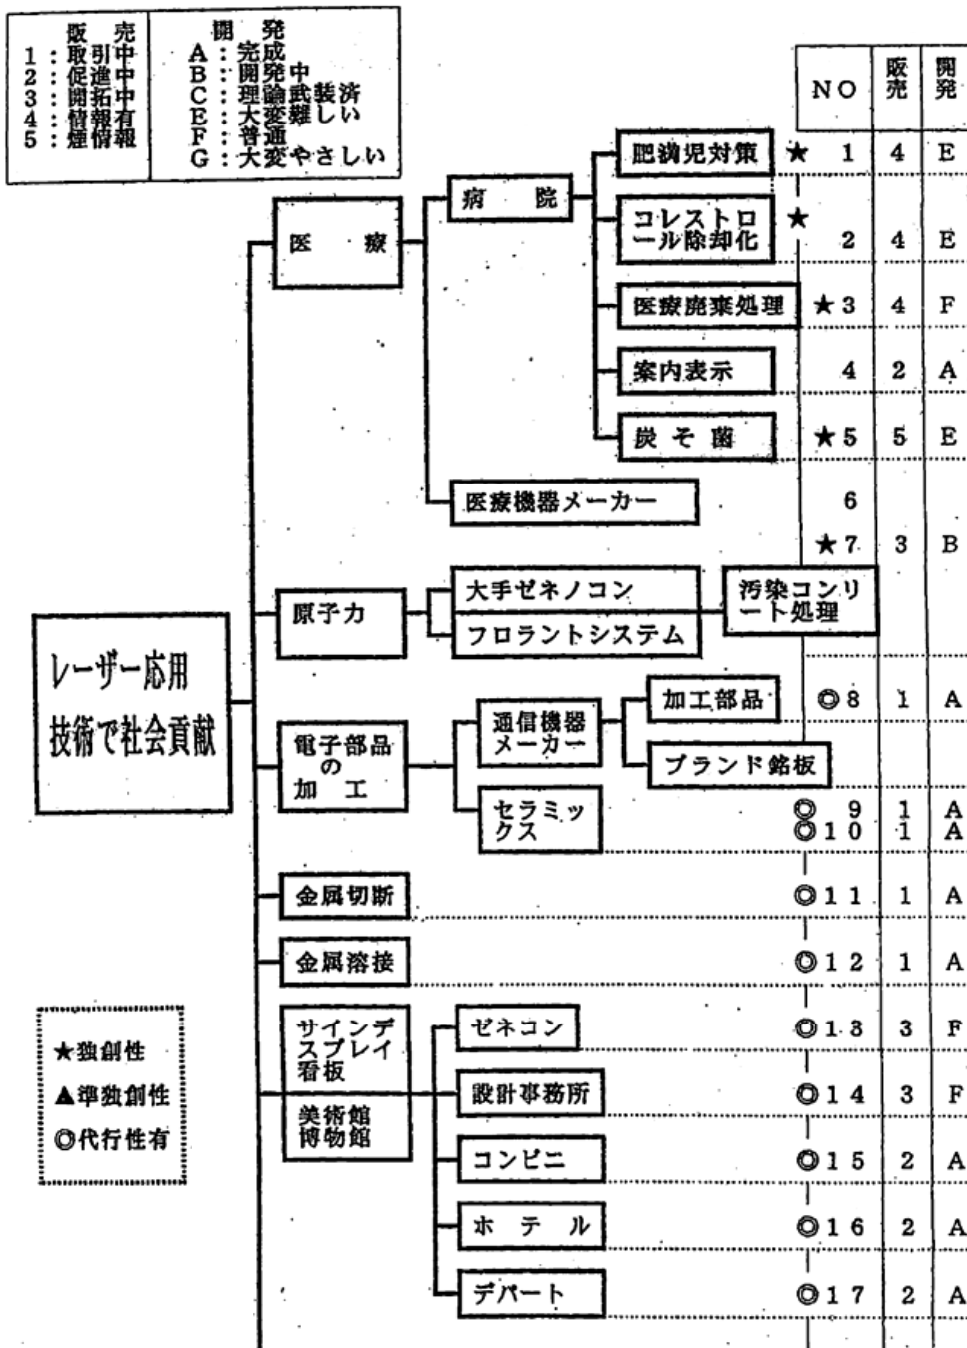 販売
1：取引中
2：促進中
3：開拓中
4：情報有
5：煙情報
開発
A：完成
B：開発中
C：理論武装済
E：大変難しい
F：普通
G：大変やさしい
NO 販売 開発
肥満児対策 ★ 1 4 E
病院
コレストロ ★
ール除却化 2 4 E
医療
医療廃棄処理 ★3 4 F
案内表示 4 2 A
炭そ菌 ★5 5 E
医療機器メーカー 6
★7 3 B
原子力
大手ゼネノコン
フロラントシステム
汚染コンリ
ート処理
レーザー応用
技術で社会貢献
電子部品
の
加工
通信機器
メーカー
加工部品 ◎8 1 A
ブランド銘板
セラミッ
クス
◎ 9 1 A
◎10 1 A
金属切断 ◎11 1 A
金属溶接 ◎12 1 A
サインデ
スプレイ
看板
美術館
博物館
ゼネコン ◎13 3 F
設計事務所 ◎14 3 F
コンビニ ◎15 2 A
ホテル ◎16 2 A
デパート ◎17 2 A
★独創性
▲準独創性
◎代行性有